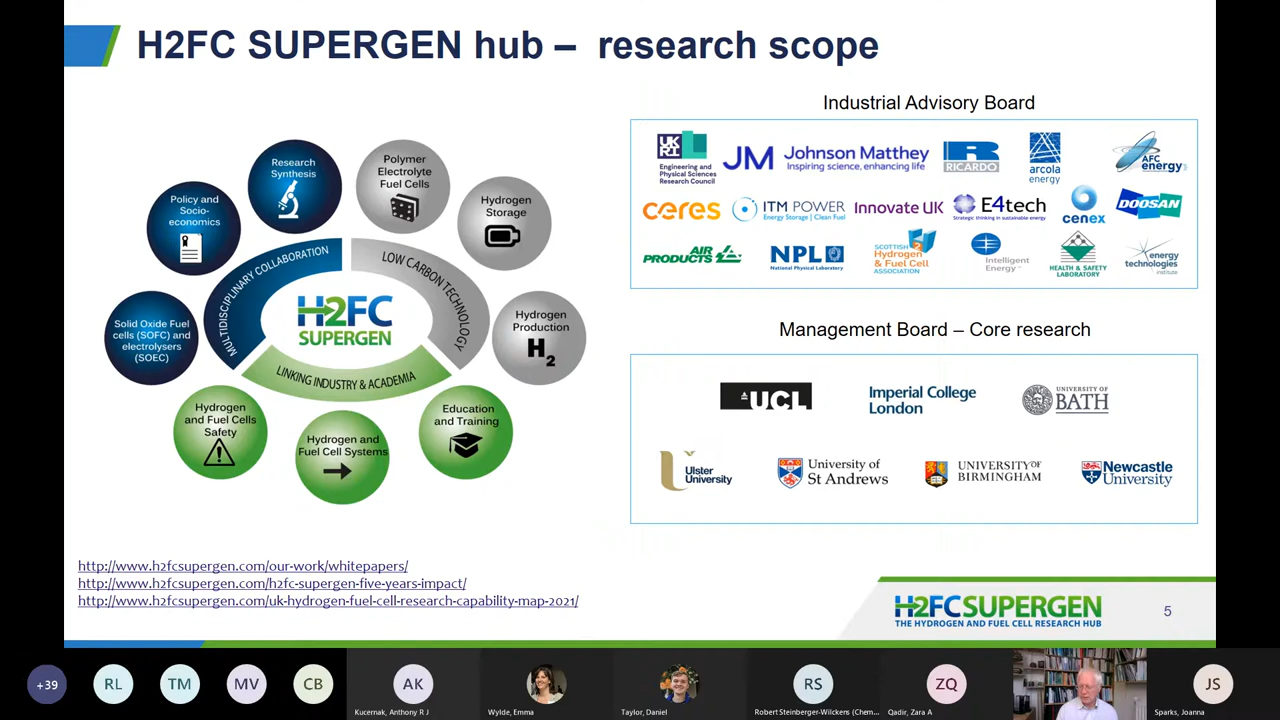 H2FC SUPERGEN hub – research scope
Research
Synthesis
Polymer
Electrolyte
Fuel Cells
Hydrogen
Storage
Hydrogen
Production
H2
Education
and Training
Hydrogen and
Fuel Cell Systems
Hydrogen
and Fuel Cells
Safety
Solid Oxide Fuel
cells (SOFC) and
electrolysers
(SOEC)
Policy and
Socio-
economics
MULTIDISCIPLINARY COLLABORATION
LOW CARBON TECHNOLOGY
LINKING INDUSTRY & ACADEMIA
H2FC
SUPERGEN
Industrial Advisory Board
UKRI
Engineering and
Physical Sciences
Research Council
JM Johnson Matthey
Inspiring science, enhancing life
R
RICARDO
arcola
energy
AFC
energy
ceres
ITM POWER
Energy Storage | Clean Fuel
Innovate UK
E4tech
Strategic thinking in sustainable energy
cenex
DOOSAN
AIR
PRODUCTS
NPL
National Physical Laboratory
SCOTTISH
Hydrogen
& Fuel Cell
ASSOCIATION
Intelligent
Energy
HEALTH & SAFETY
LABORATORY
energy
technologies
institute
Management Board – Core research
UCL
Imperial College
London
UNIVERSITY OF
BATH
Ulster
University
University of
St Andrews
UNIVERSITY OF
BIRMINGHAM
Newcastle
University
http://www.h2fcsupergen.com/our-work/whitepapers/
http://www.h2fcsupergen.com/h2fc-supergen-five-years-impact/
http://www.h2fcsupergen.com/uk-hydrogen-fuel-cell-research-capability-map-2021/
H2FCSUPERGEN
THE HYDROGEN AND FUEL CELL RESEARCH HUB
5
+39
RL
TM
MV
CB
AK
Kucernak, Anthony R J
Wylde, Emma
Taylor, Daniel
RS
Robert Steinberger-Wilckens (Chem...
ZQ
Qadir, Zara A
JS
Sparks, Joanna